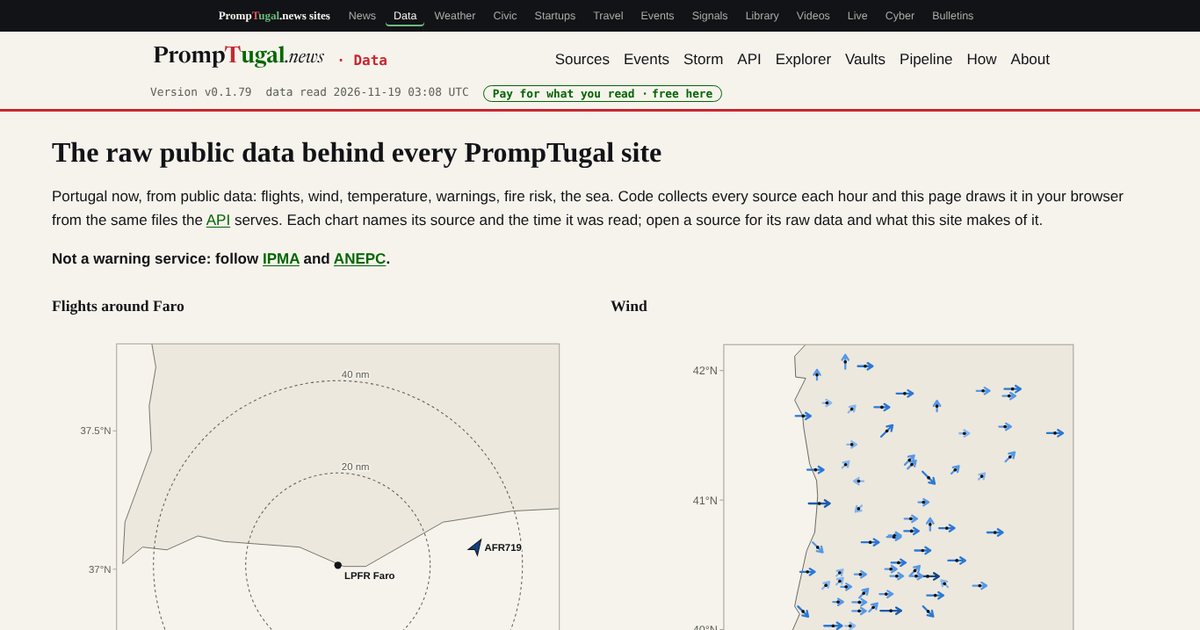 PrompTugal.news sites News Data Weather Civic Startups Travel Events Signals Library Videos Live Cyber Bulletins
PrompTugal.news · Data
Sources Events Storm API Explorer Vaults Pipeline How About
Version v0.1.79 data read 2026-11-19 03:08 UTC Pay for what you read · free here
The raw public data behind every PrompTugal site
Portugal now, from public data: flights, wind, temperature, warnings, fire risk, the sea. Code collects every source each hour and this page draws it in your browser
from the same files the API serves. Each chart names its source and the time it was read; open a source for its raw data and what this site makes of it.
Not a warning service: follow IPMA and ANEPC.
Flights around Faro
40 nm
37.5°N
20 nm
AFR719
37°N
LPFR Faro
Wind
42°N
41°N
40°N